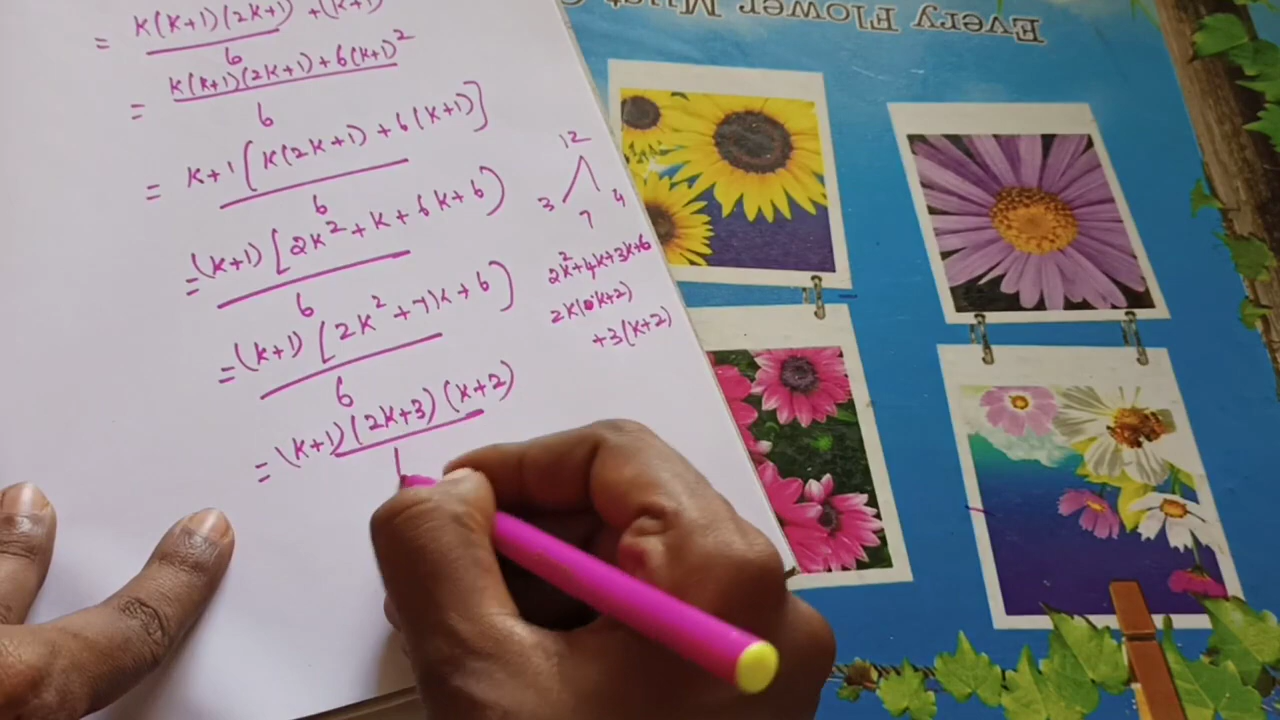 = K(K+1)(2K+1) + (K+1)
6
= K(K+1)(2K+1) + 6(K+1)²
6
= K+1 [K(2K+1) + 6(K+1)]
6
= (K+1) [2K² + K + 6K + 6)
6
= (K+1) [2K² + 7)K + 6)
6
= (K+1) (2K+3) (K+2)
12
3 4
7
2K²+4K+3K+6
2K(K+2)
+3(K+2)
Every Flower Must